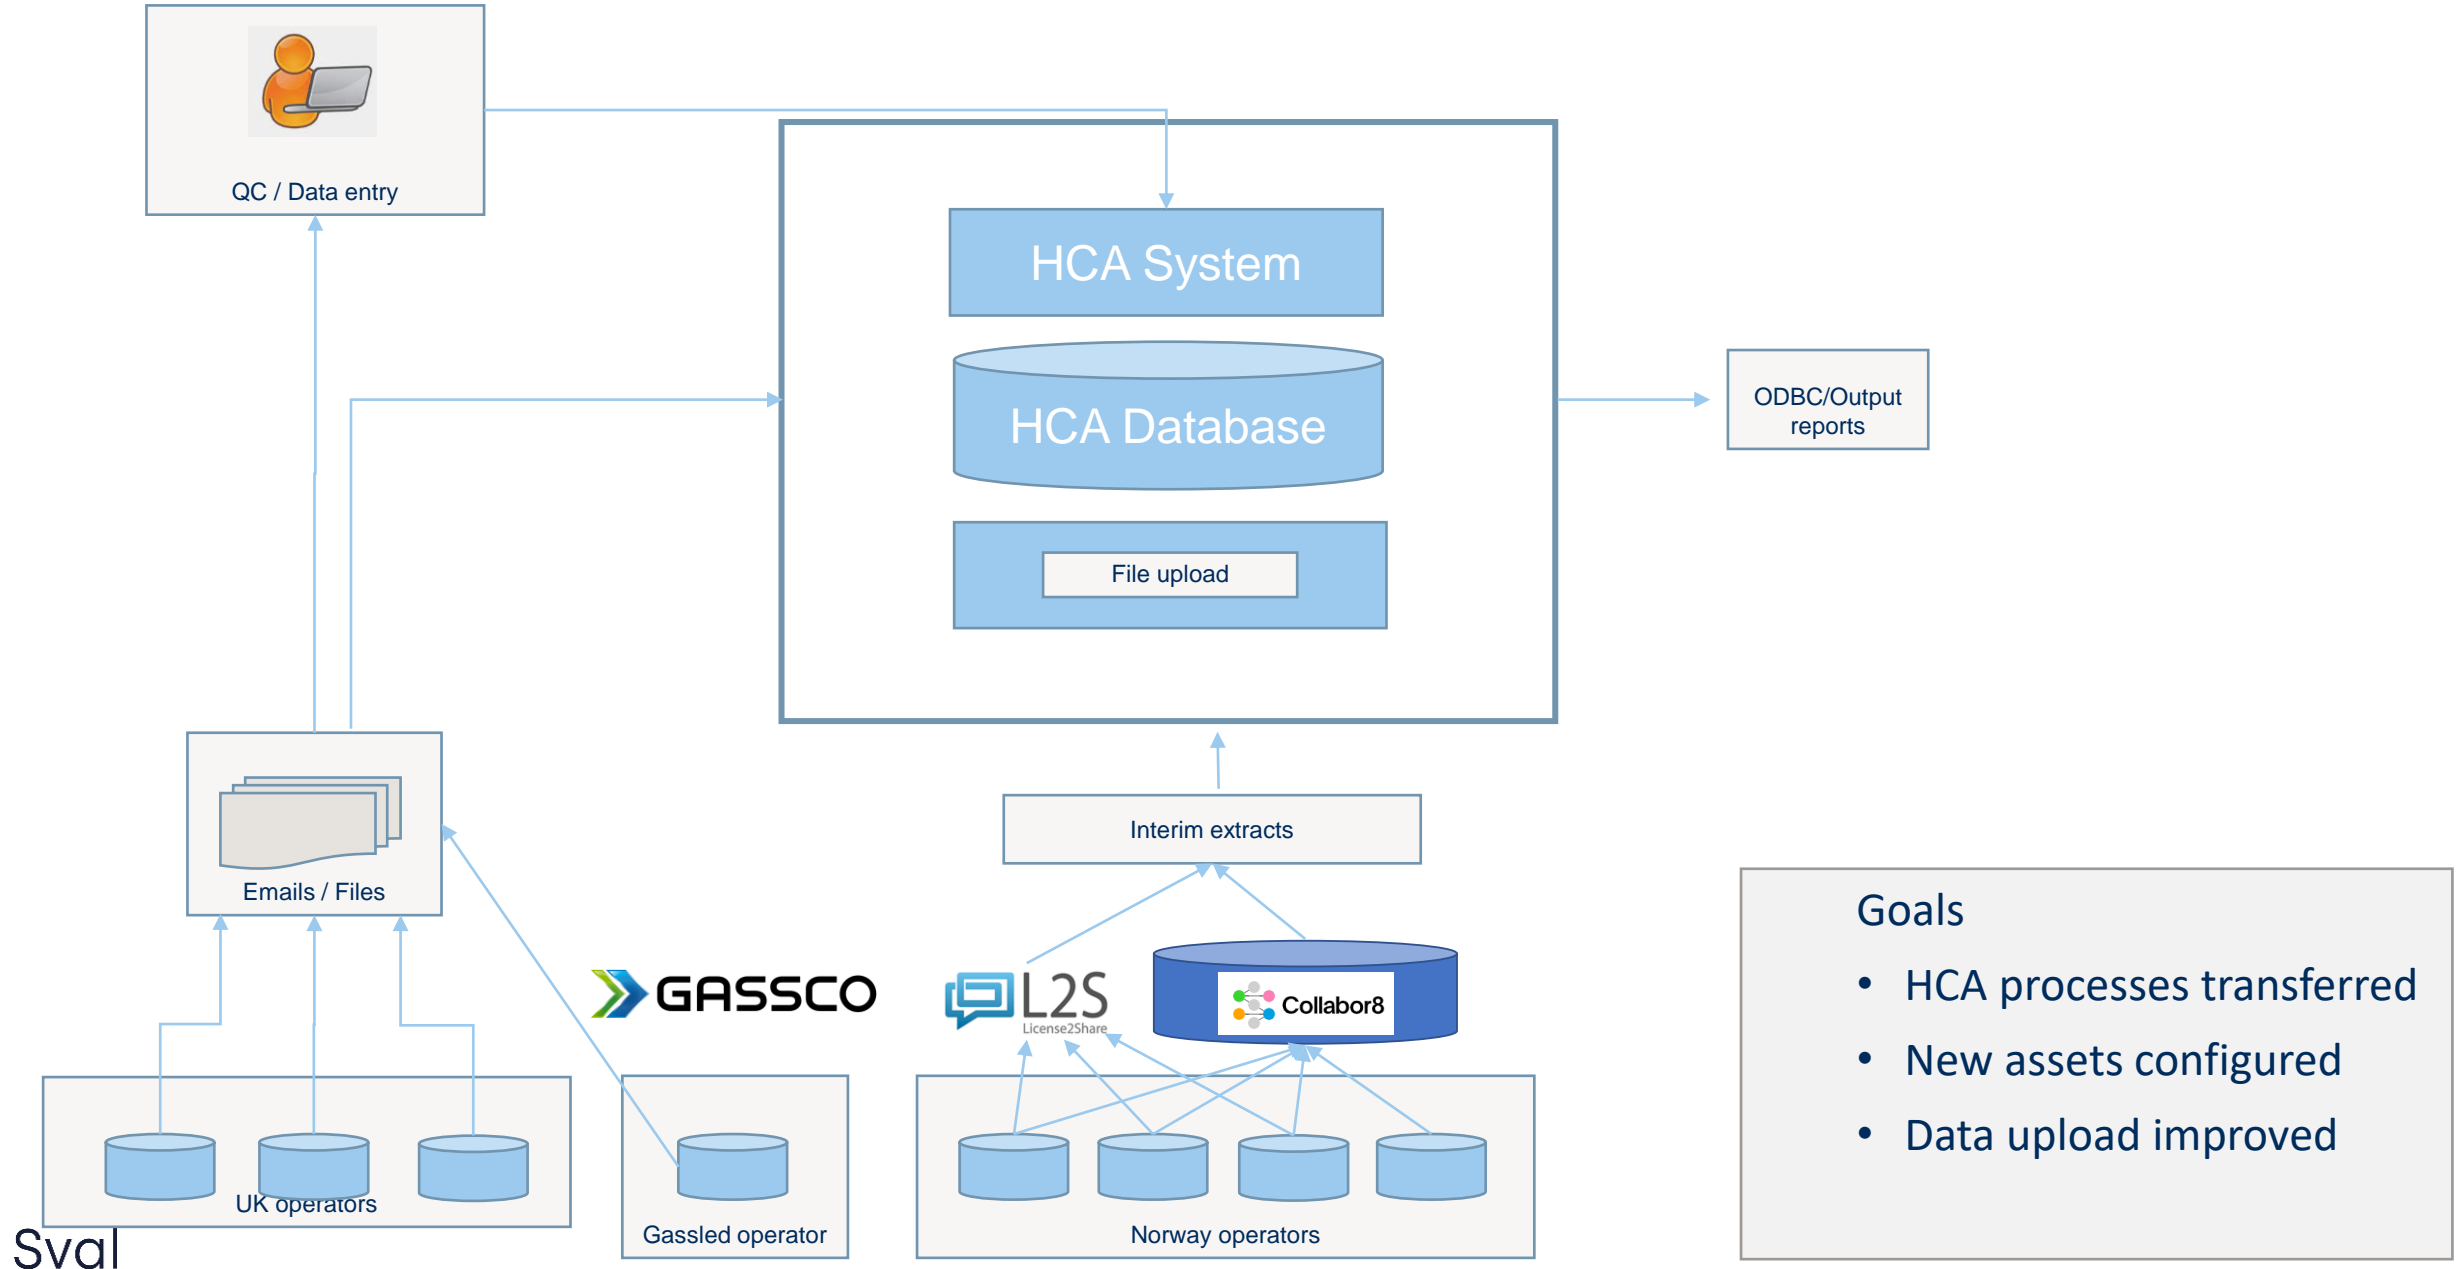 QC / Data entry
HCA System
HCA Database
File upload
ODBC/Output
reports
Interim extracts
Emails / Files
GASSCO
L2S
License2Share
Collabor8
UK operators
Gassled operator
Norway operators
Goals
• HCA processes transferred
• New assets configured
• Data upload improved
Sval